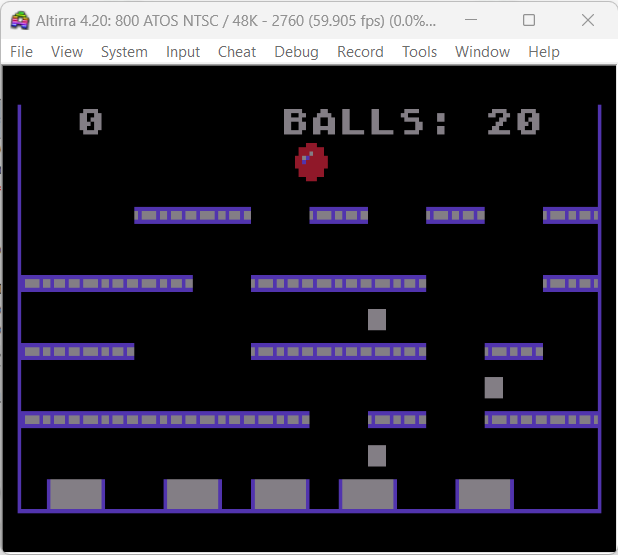 Altirra 4.20: 800 ATOS NTSC / 48K - 2760 (59.905 fps) (0.0%...
File View System Input Cheat Debug Record Tools Window Help
0 BALLS: 20